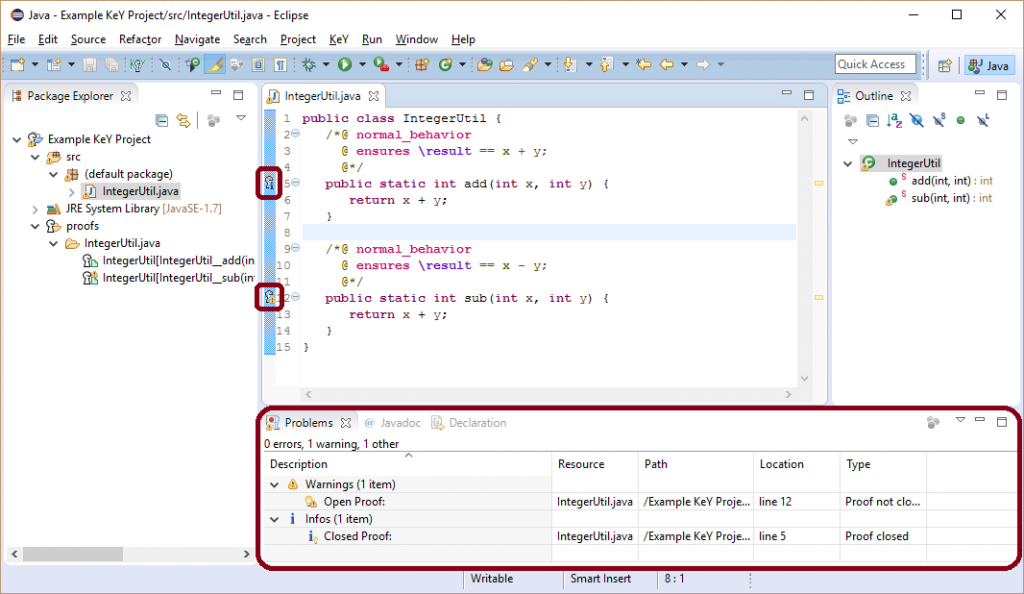 Java - Example KeY Project/src/IntegerUtil.java - Eclipse
File Edit Source Refactor Navigate Search Project KeY Run Window Help
Quick Access Java
Package Explorer
Example KeY Project
src
(default package)
IntegerUtil.java
JRE System Library [JavaSE-1.7]
proofs
IntegerUtil.java
IntegerUtil[IntegerUtil__add(in
IntegerUtil[IntegerUtil__sub(int
IntegerUtil.java
1 public class IntegerUtil {
2 /*@ normal_behavior
3 @ ensures \result == x + y;
4 @*/
5 public static int add(int x, int y) {
6 return x + y;
7 }
8
9 /*@ normal_behavior
10 @ ensures \result == x - y;
11 @*/
12 public static int sub(int x, int y) {
13 return x + y;
14 }
15 }
Outline
IntegerUtil
add(int, int) : int
sub(int, int) : int
Problems @ Javadoc Declaration
0 errors, 1 warning, 1 other
Description Resource Path Location Type
Warnings (1 item)
Open Proof: IntegerUtil.java /Example KeY Proje... line 12 Proof not clo...
Infos (1 item)
Closed Proof: IntegerUtil.java /Example KeY Proje... line 5 Proof closed
Writable Smart Insert 8 : 1